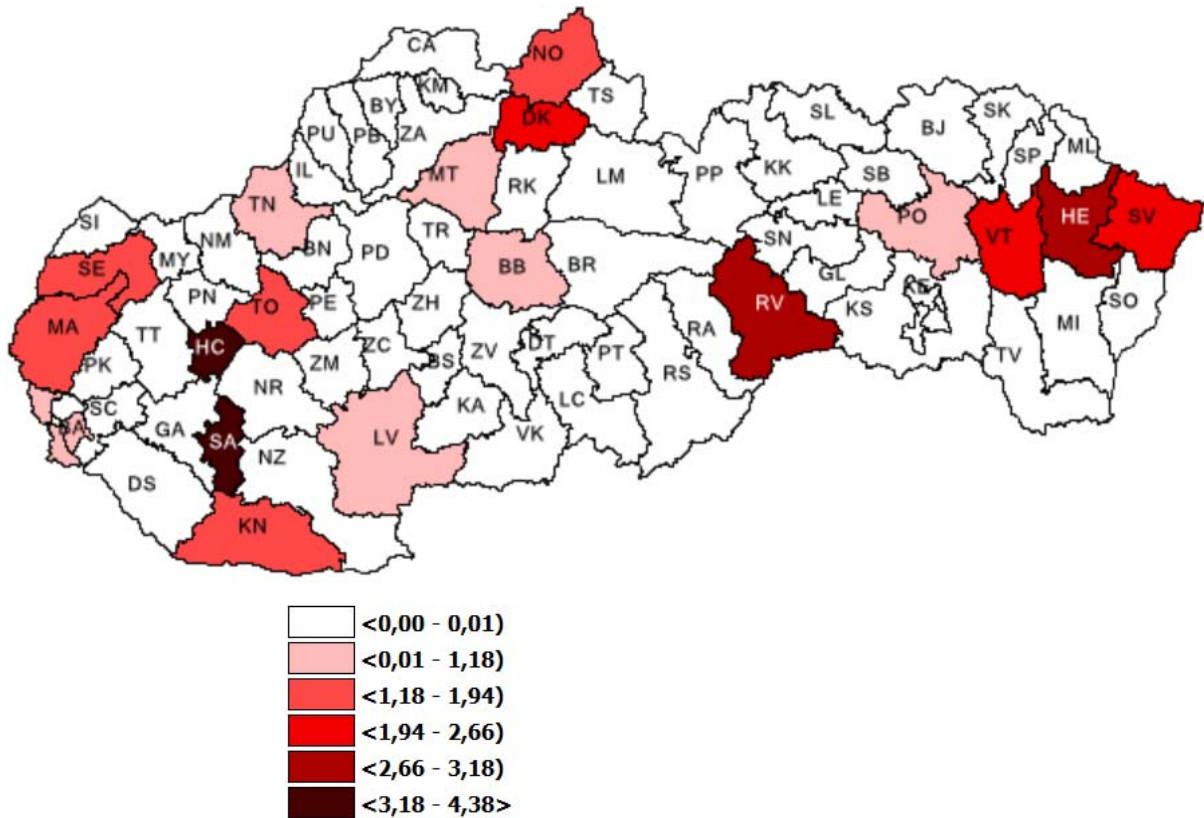 CA
NO
KM
TS
BY
DK
PU
PB
ZA
SL
SK
BJ
ML
SP
IL
MT
RK
LM
PP
KK
SB
LE
TN
PO
HE
SV
SI
NM
MY
BN
PD
TR
BB
BR
SN
VT
SE
GL
PN
TO
PE
ZH
RV
KS
KE
SO
MA
TT
HC
ZM
ZC
BS
ZV
DT
PT
RA
MI
TV
PK
NR
RS
SC
KA
LC
BA
GA
SA
NZ
LV
VK
DS
KN
<0,00 - 0,01)
<0,01 - 1,18)
<1,18 - 1,94)
<1,94 - 2,66)
<2,66 - 3,18)
<3,18 - 4,38>